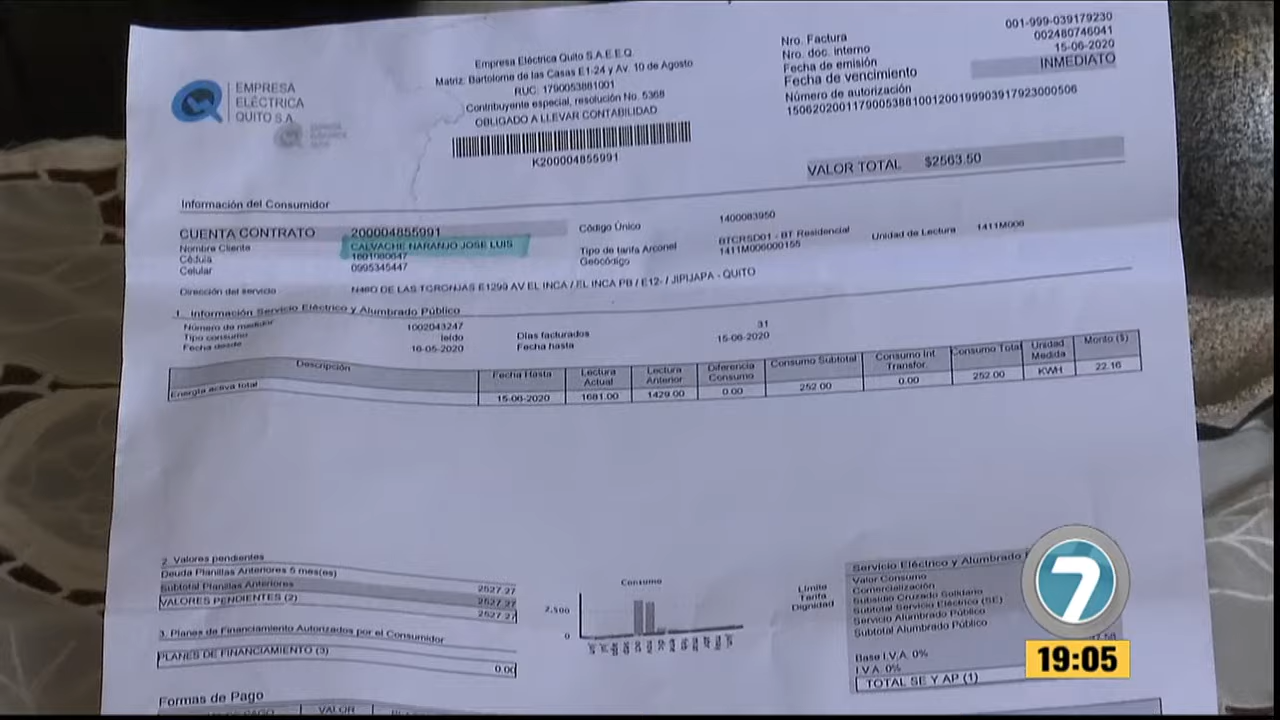 EMPRESA
ELÉCTRICA
QUITO S.A.
Empresa Eléctrica Quito S.A.E.E.Q.
Matriz: Bartolome de las Casas E1-24 y Av. 10 de Agosto
RUC: 1790053881001
Contribuyente especial, resolución No. 5368
OBLIGADO A LLEVAR CONTABILIDAD
K200004855991
Nro. Factura 001-999-039179230
Nro. doc. interno 002480746041
Fecha de emisión 15-06-2020
Fecha de vencimiento INMEDIATO
Número de autorización
1506202001179005388100120019990391792300506
VALOR TOTAL $2563.50
Información del Consumidor
CUENTA CONTRATO 200004855991
Nombre Cliente CALVACHE NARANJO JOSE LUIS
Cédula
Celular 0995345447
Código Único 1400083950
Tipo de tarifa Arconel BTCRSD01 - BT Residencial
Geocódigo 1411M006000155
Unidad de Lectura 1411M006
Dirección del servicio N48D DE LAS TORONJAS E1299 AV EL INCA / EL INCA PB / E12- / JIPIJAPA - QUITO
1. Información Servicio Eléctrico y Alumbrado Público
Número de medidor 1002043247
Tipo consumo leído
Fecha desde 16-05-2020
Días facturados 31
Fecha hasta 15-06-2020
Descripción Fecha Hasta Lectura Actual Lectura Anterior Diferencia Consumo Consumo Subtotal Consumo Int. Transfor. Consumo Total Unidad Medida Monto ($)
Energía activa total 15-06-2020 1681.00 1429.00 0.00 252.00 0.00 252.00 KWH 22.16
2. Valores pendientes
Deuda Planillas Anteriores 5 mes(es) 2527.27
Subtotal Planillas Anteriores 2527.27
VALORES PENDIENTES (2) 2527.27
3. Planes de Financiamiento Autorizados por el Consumidor
PLANES DE FINANCIAMIENTO (3) 0.00
Consumo
2,500
0
Límite
Tarifa
Dignidad
Servicio Eléctrico y Alumbrado
Valor Consumo
Comercialización
Subsidio Cruzado Solidario
Subtotal Servicio Eléctrico (SE)
Servicio Alumbrado Público
Subtotal Alumbrado Público
Base I.V.A. 0%
I.V.A. 0%
TOTAL SE Y AP (1)
Formas de Pago
VALOR
7
19:05